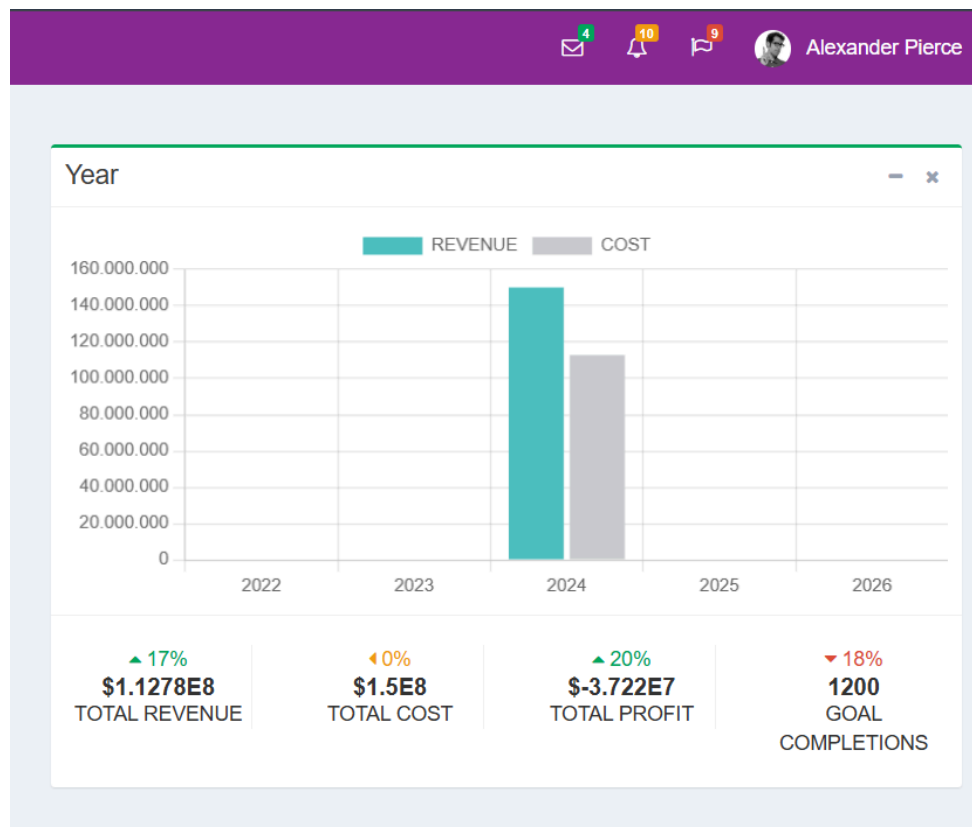 4 10 9 Alexander Pierce
Year
REVENUE COST
160.000.000
140.000.000
120.000.000
100.000.000
80.000.000
60.000.000
40.000.000
20.000.000
0
2022 2023 2024 2025 2026
17% 0% 20% 18%
$1.1278E8 $1.5E8 $-3.722E7 1200
TOTAL REVENUE TOTAL COST TOTAL PROFIT GOAL
COMPLETIONS